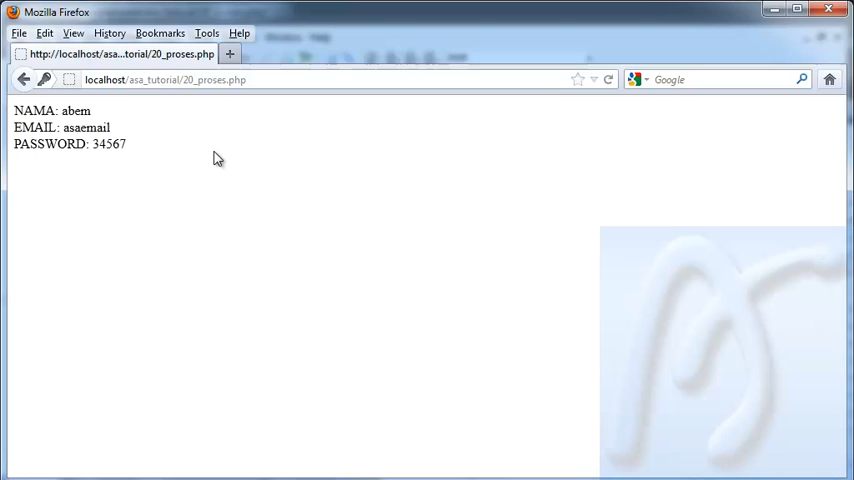 Mozilla Firefox
File Edit View History Bookmarks Tools Help
http://localhost/asa...torial/20_proses.php
localhost/asa_tutorial/20_proses.php
Google
NAMA: abem
EMAIL: asaemail
PASSWORD: 34567